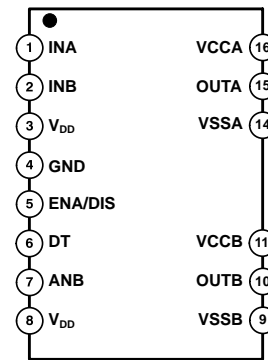 1 INA VCCA 16
2 INB OUTA 15
3 VDD VSSA 14
4 GND
5 ENA/DIS
6 DT VCCB 11
7 ANB OUTB 10
8 VDD VSSB 9